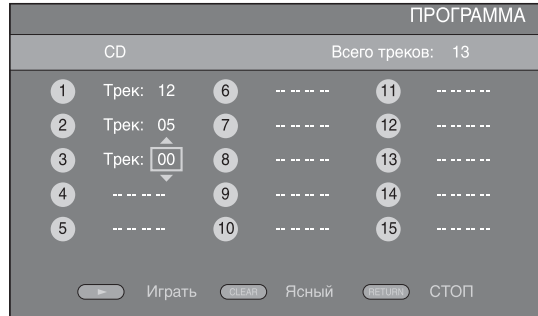 ПРОГРАММА
CD Всего треков: 13
1 Трек: 12 6 -- -- -- -- 11 -- -- -- --
2 Трек: 05 7 -- -- -- -- 12 -- -- -- --
3 Трек: 00 8 -- -- -- -- 13 -- -- -- --
4 -- -- -- -- 9 -- -- -- -- 14 -- -- -- --
5 -- -- -- -- 10 -- -- -- -- 15 -- -- -- --
Играть CLEAR Ясный RETURN СТОП